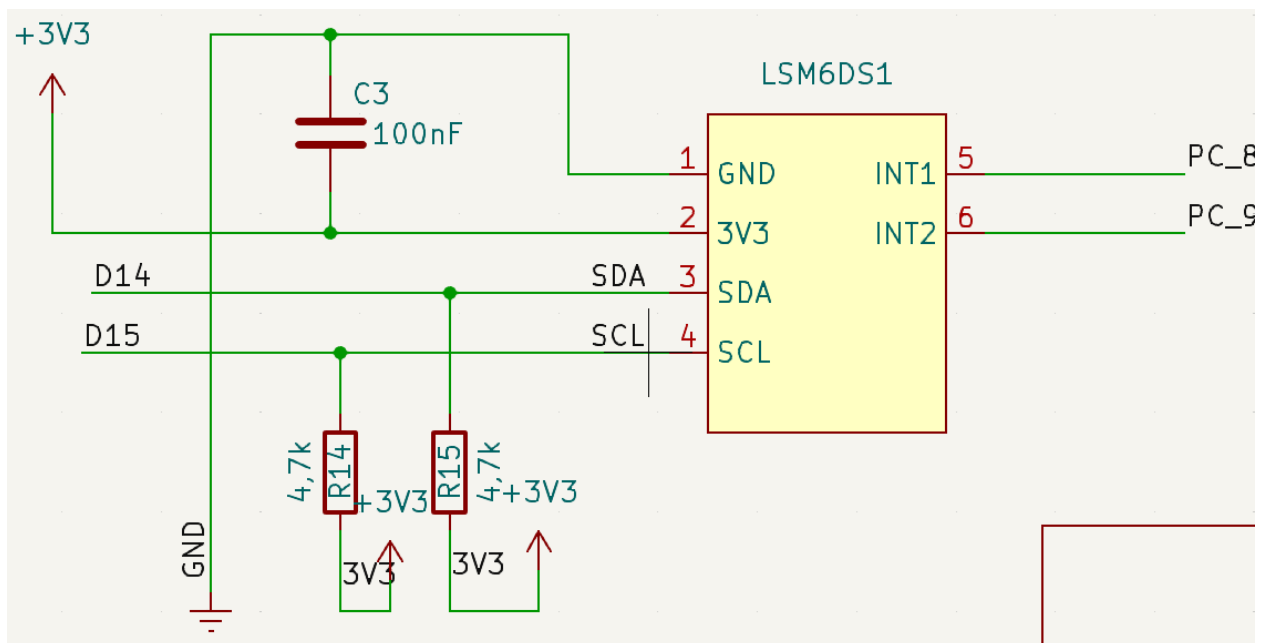 +3V3
LSM6DS1
C3
100nF
1
GND
INT1
5
PC_8
2
3V3
INT2
6
PC_9
D14
SDA
3
SDA
D15
SCL
4
SCL
4,7k
R14
+3V3
R15
4,7k
+3V3
GND
3V3
3V3